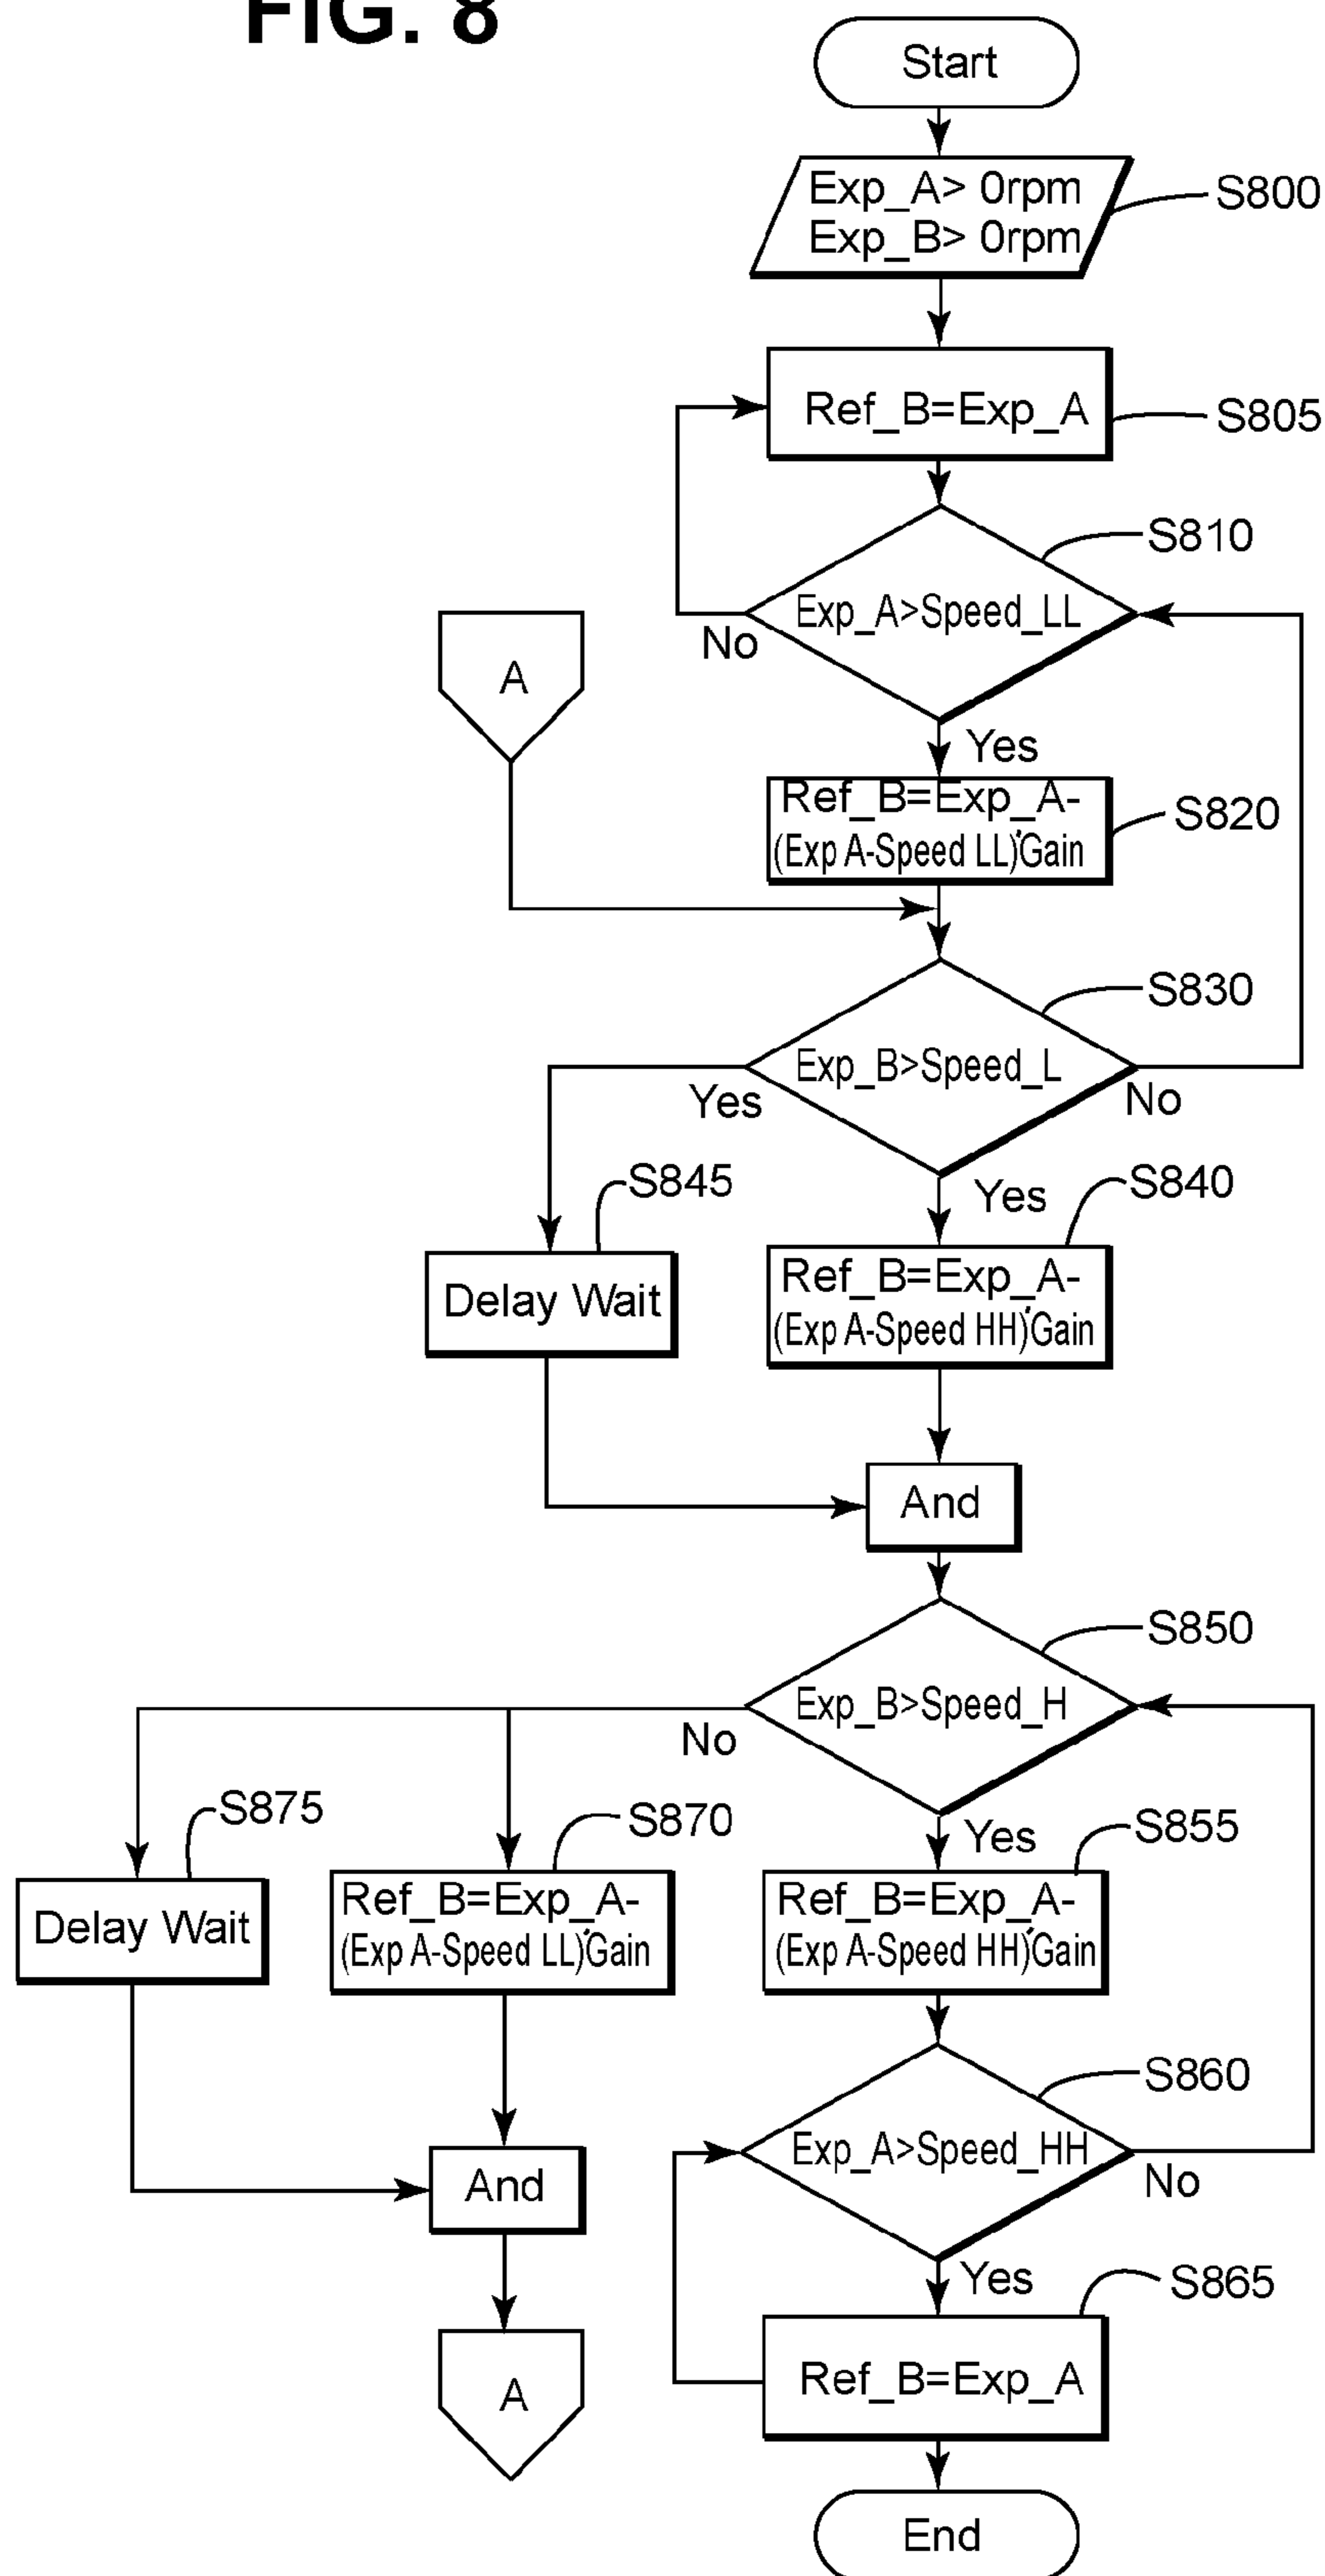 FIG. 8
Start
Exp_A> 0rpm
Exp_B> 0rpm
S800
Ref_B=Exp_A
S805
S810
Exp_A>Speed_LL
No
A
Yes
Ref_B=Exp_A-
(Exp A-Speed LL)*Gain
S820
S830
Exp_B>Speed_L
Yes
No
S845
Yes
S840
Delay Wait
Ref_B=Exp_A-
(Exp A-Speed HH)*Gain
And
S850
Exp_B>Speed_H
No
S875
S870
Yes
S855
Delay Wait
Ref_B=Exp_A-
(Exp A-Speed LL)*Gain
Ref_B=Exp_A-
(Exp A-Speed HH)*Gain
S860
Exp_A>Speed_HH
No
And
Yes
S865
A
Ref_B=Exp_A
End